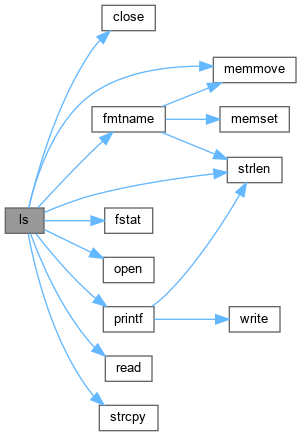 close
memmove
fmtname
memset
strlen
ls
fstat
open
printf
write
read
strcpy